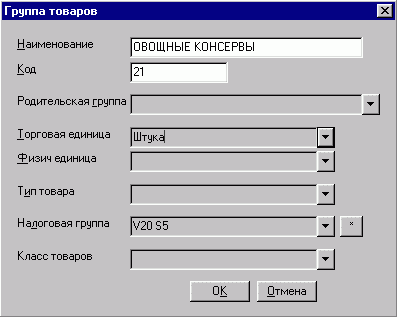 Группа товаров
Наименование ОВОЩНЫЕ КОНСЕРВЫ
Код 21
Родительская группа
Торговая единица Штука
Физич единица
Тип товара
Налоговая группа V20 S5 *
Класс товаров
OK Отмена